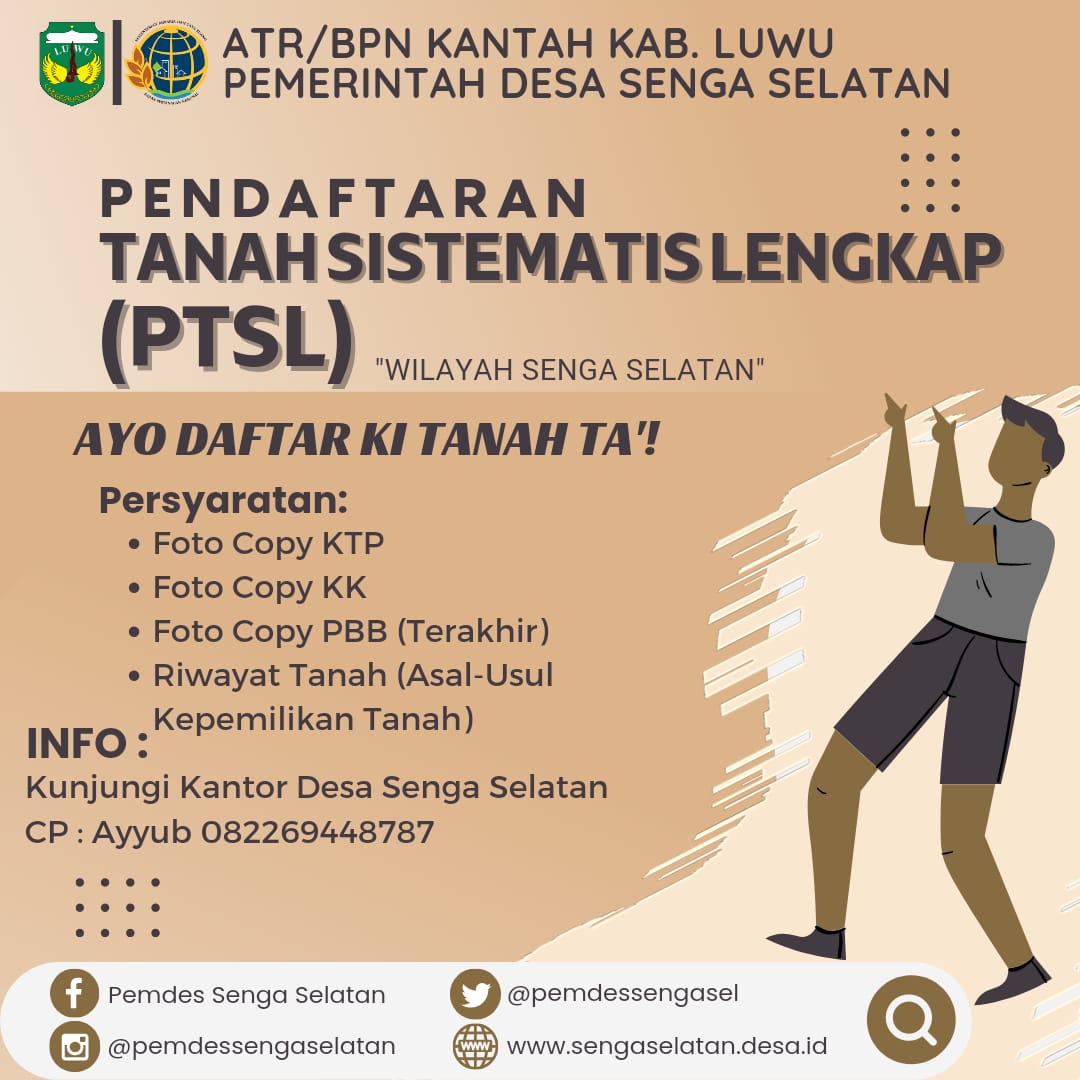 LUWU
ATR/BPN KANTAH KAB. LUWU
PEMERINTAH DESA SENGA SELATAN
PENDAFTARAN
TANAH SISTEMATIS LENGKAP
(PTSL)
"WILAYAH SENGA SELATAN"
AYO DAFTAR KI TANAH TA'!
Persyaratan:
• Foto Copy KTP
• Foto Copy KK
• Foto Copy PBB (Terakhir)
• Riwayat Tanah (Asal-Usul
Kepemilikan Tanah)
INFO :
Kunjungi Kantor Desa Senga Selatan
CP : Ayyub 082269448787
Pemdes Senga Selatan
@pemdessengasel
@pemdessengaselatan
www.sengaselatan.desa.id